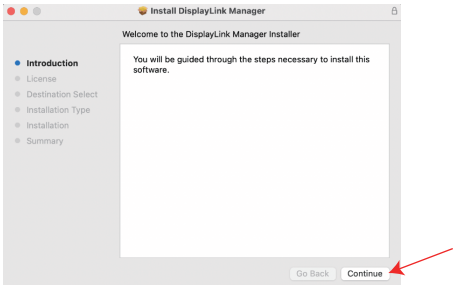 Install DisplayLink Manager
Welcome to the DisplayLink Manager Installer
Introduction
License
Destination Select
Installation Type
Installation
Summary
You will be guided through the steps necessary to install this
software.
Go Back
Continue